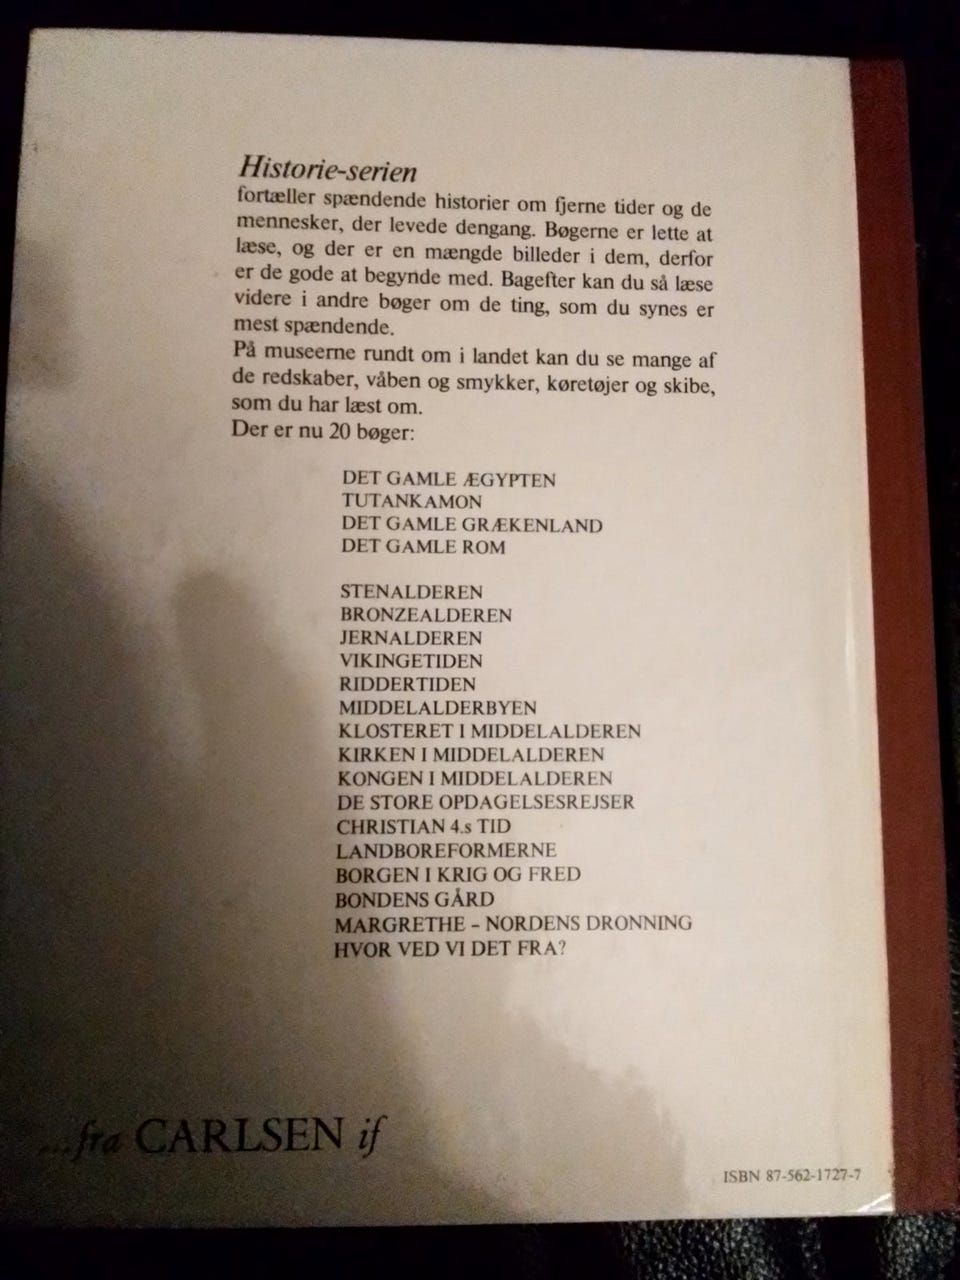 Historie-serien
fortæller spændende historier om fjerne tider og de
mennesker, der levede dengang. Bøgerne er lette at
læse, og der er en mængde billeder i dem, derfor
er de gode at begynde med. Bagefter kan du så læse
videre i andre bøger om de ting, som du synes er
mest spændende.
På museerne rundt om i landet kan du se mange af
de redskaber, våben og smykker, køretøjer og skibe,
som du har læst om.
Der er nu 20 bøger:
DET GAMLE ÆGYPTEN
TUTANKAMON
DET GAMLE GRÆKENLAND
DET GAMLE ROM
STENALDEREN
BRONZEALDEREN
JERNALDEREN
VIKINGETIDEN
RIDDERTIDEN
MIDDELALDERBYEN
KLOSTERET I MIDDELALDEREN
KIRKEN I MIDDELALDEREN
KONGEN I MIDDELALDEREN
DE STORE OPDAGELSESREJSER
CHRISTIAN 4.s TID
LANDBOREFORMERNE
BORGEN I KRIG OG FRED
BONDENS GÅRD
MARGRETHE - NORDENS DRONNING
HVOR VED VI DET FRA?
...fra CARLSEN if
ISBN 87-562-1727-7